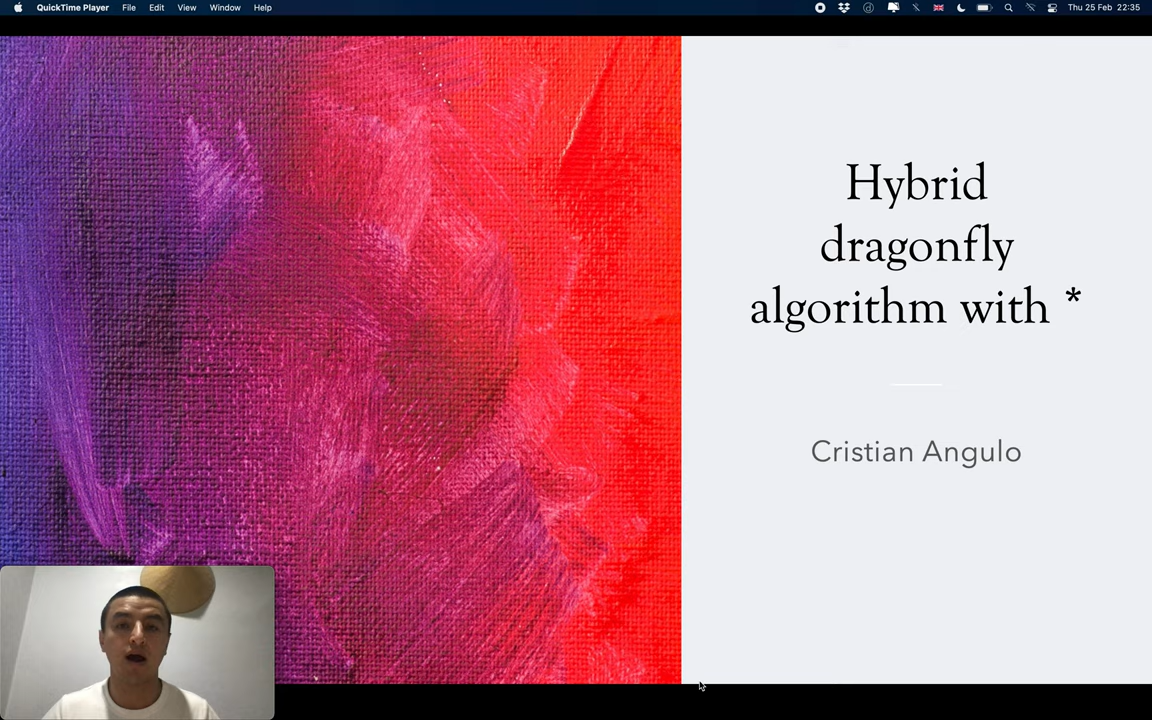 QuickTime Player File Edit View Window Help Thu 25 Feb 22:35
Hybrid
dragonfly
algorithm with *
Cristian Angulo